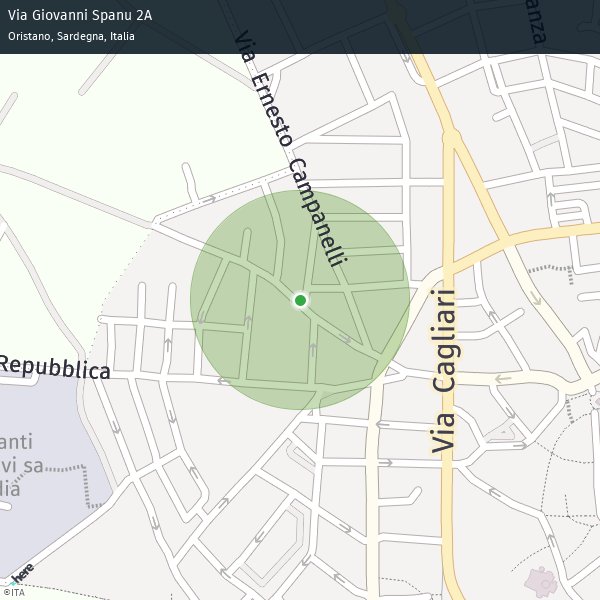 Via Giovanni Spanu 2A
Oristano, Sardegna, Italia
anza
Via Ernesto Campanelli
Via Cagliari
Repubblica
anti
vi sa
dia
here
©ITA